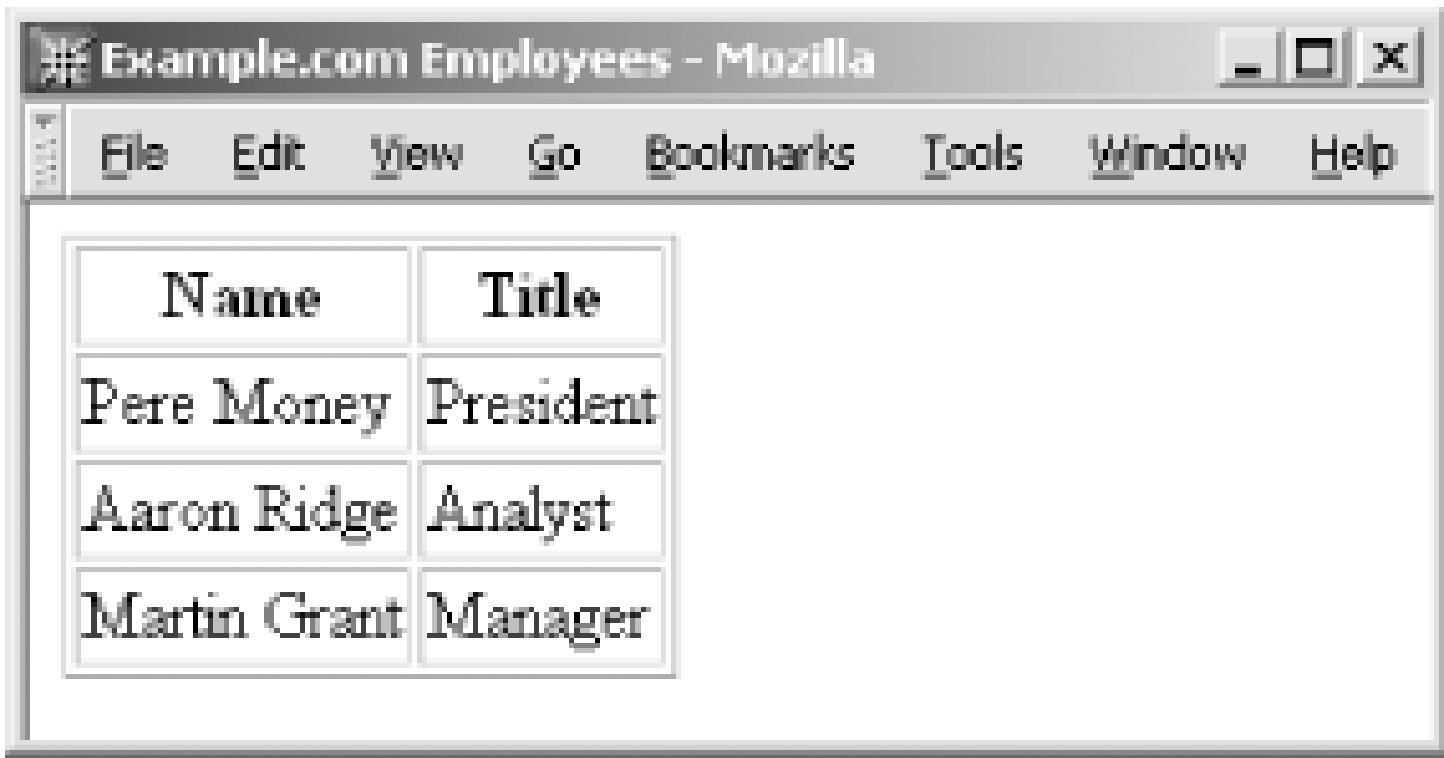 Example.com Employees - Mozilla
File Edit View Go Bookmarks Tools Window Help
Name Title
Pere Money President
Aaron Ridge Analyst
Martin Grant Manager